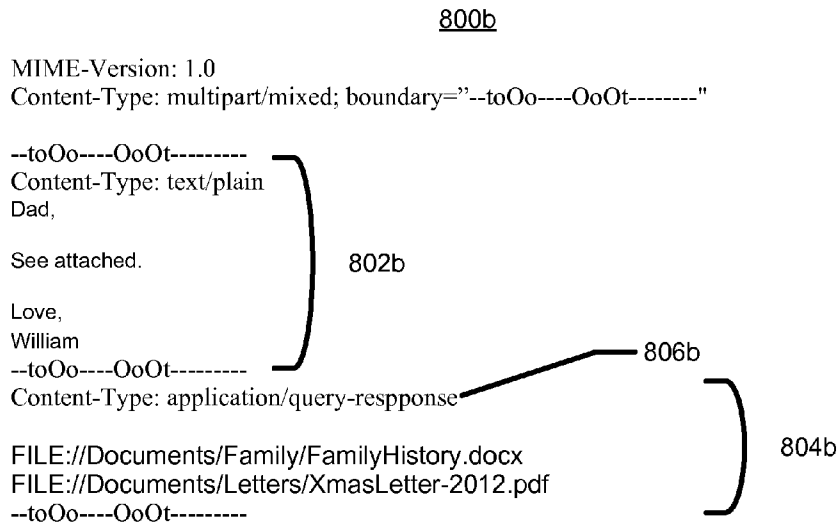 800b
MIME-Version: 1.0
Content-Type: multipart/mixed; boundary=”--toOo----OoOt--------"
--toOo----OoOt---------
Content-Type: text/plain
Dad,
See attached.
802b
Love,
William
806b
--toOo----OoOt---------
Content-Type: application/query-respponse
804b
FILE://Documents/Family/FamilyHistory.docx
FILE://Documents/Letters/XmasLetter-2012.pdf
--toOo----OoOt---------